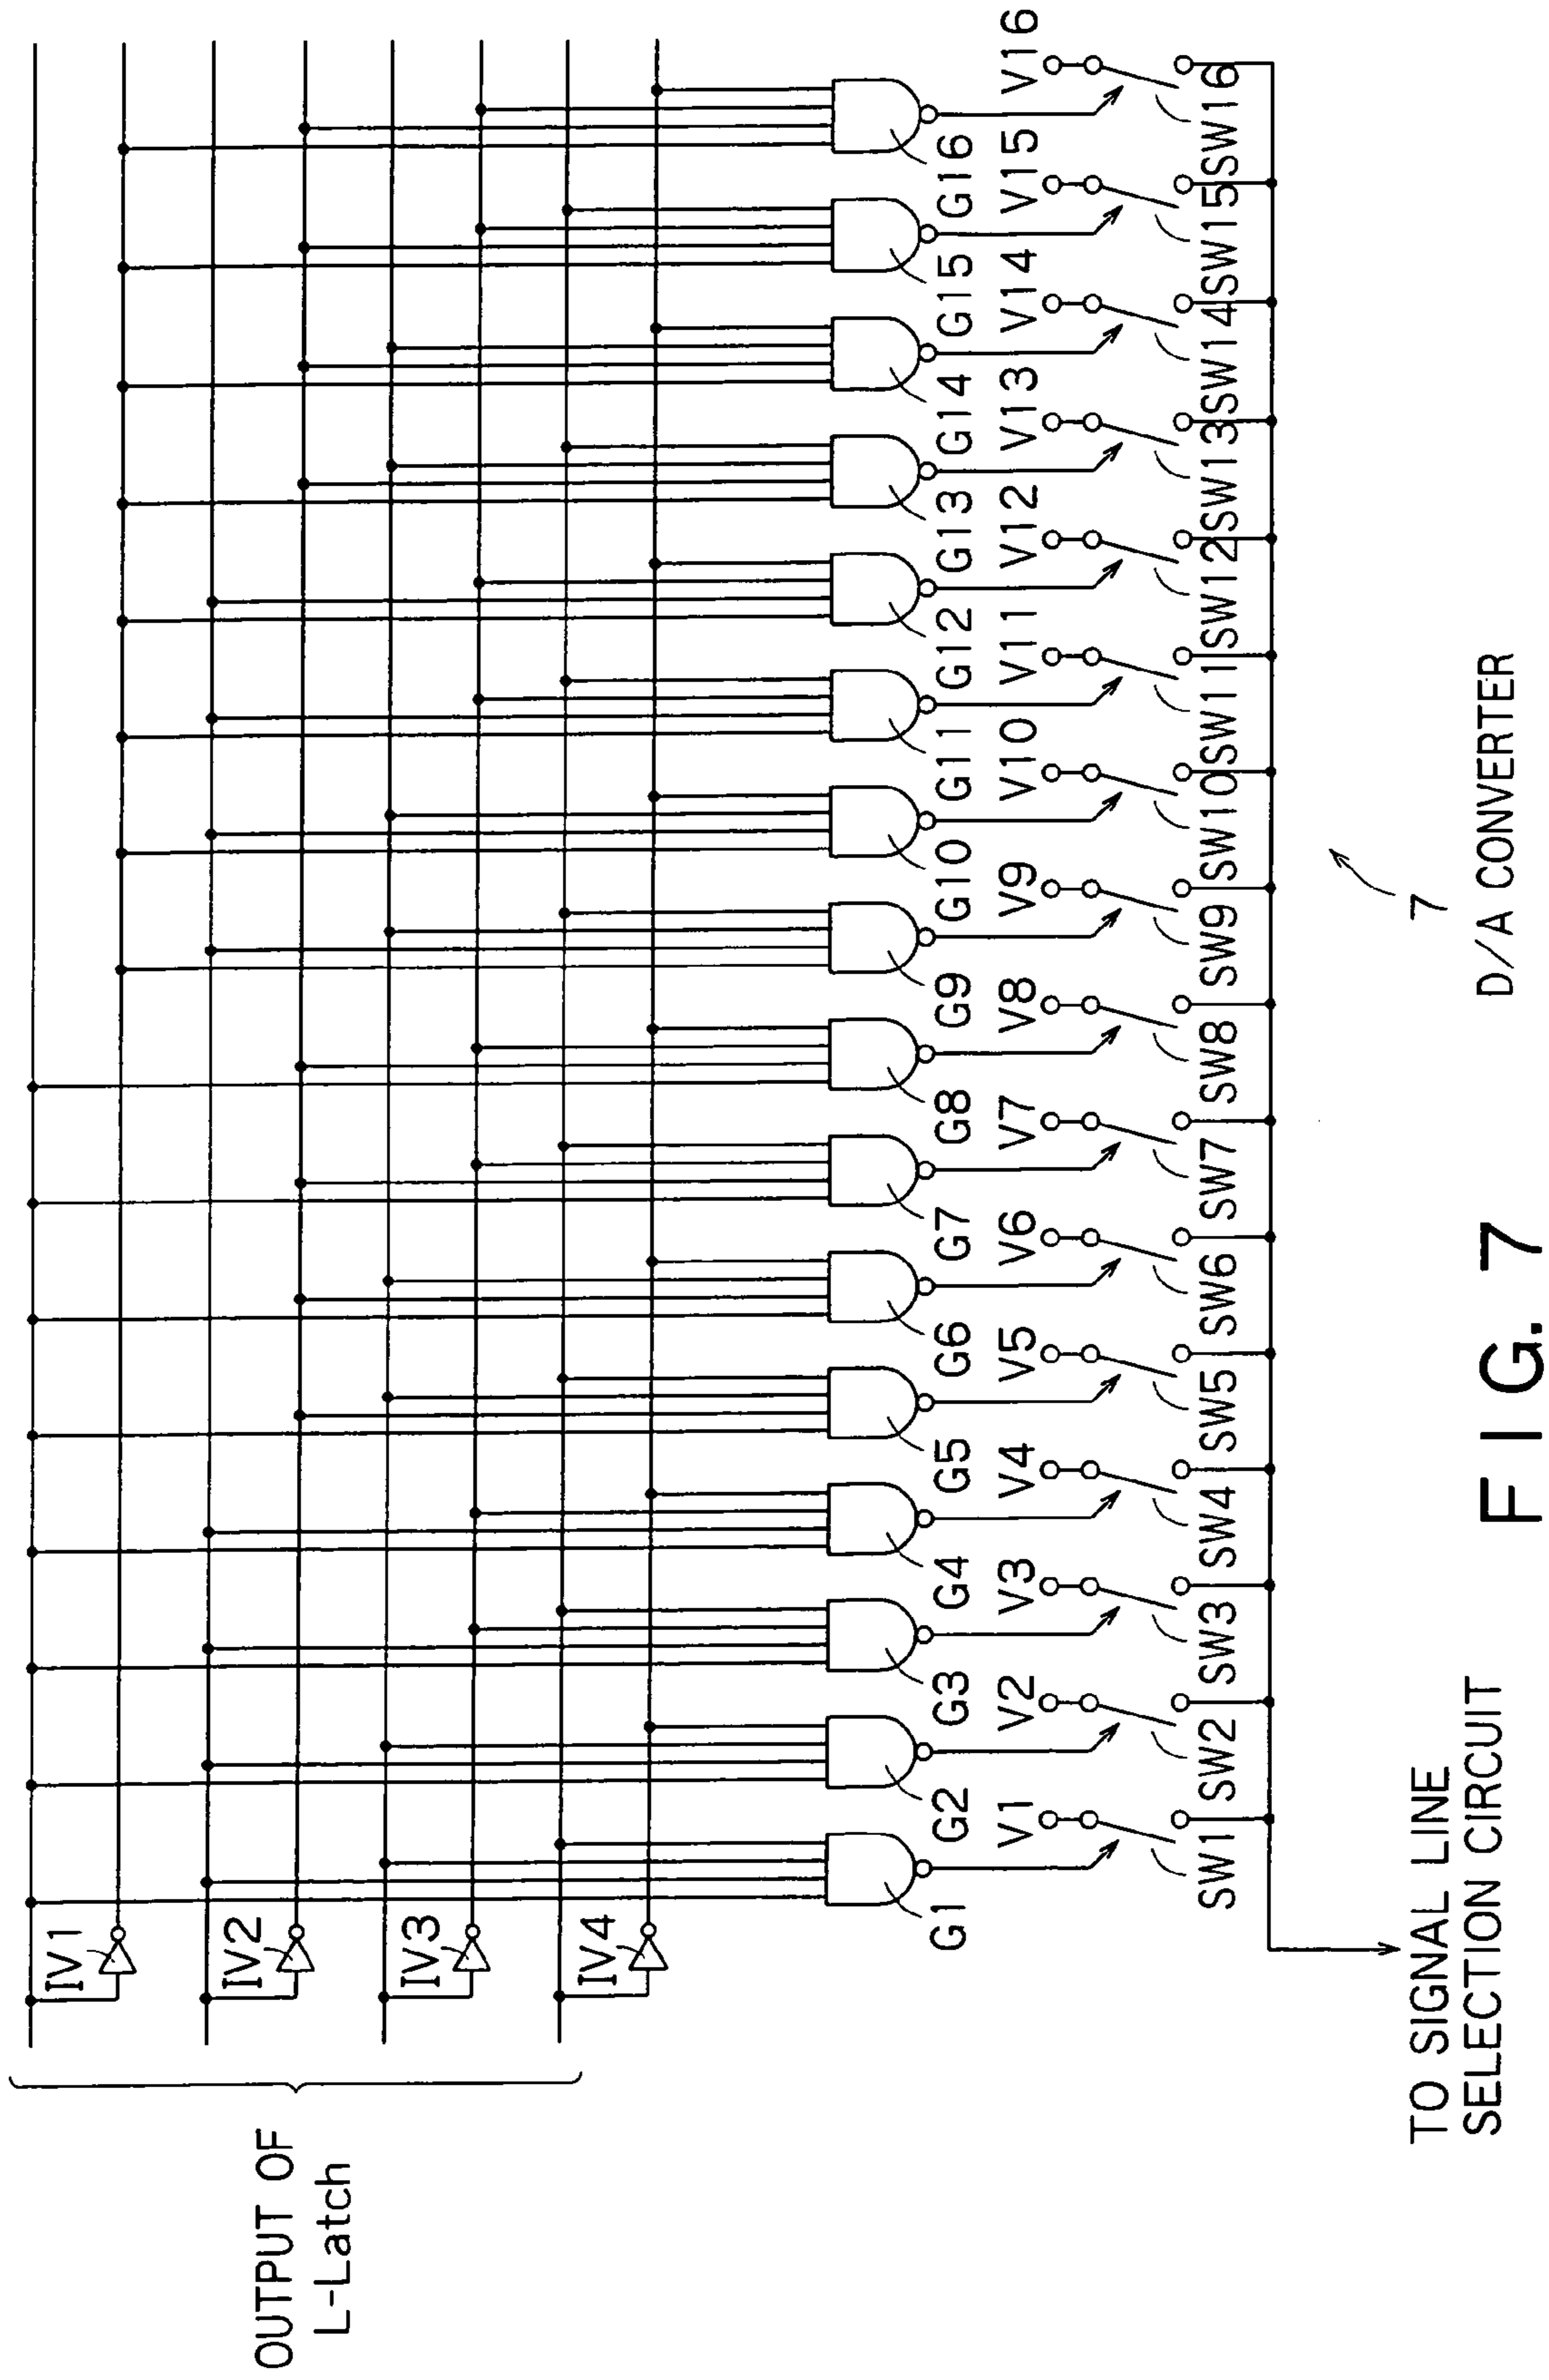 OUTPUT OF
L-Latch
IV1
IV2
IV3
IV4
G1
G2
G3
G4
G5
G6
G7
G8
G9
G10
G11
G12
G13
G14
G15
G16
V1
V2
V3
V4
V5
V6
V7
V8
V9
V10
V11
V12
V13
V14
V15
V16
SW1
SW2
SW3
SW4
SW5
SW6
SW7
SW8
SW9
SW10
SW11
SW12
SW13
SW14
SW15
SW16
TO SIGNAL LINE
SELECTION CIRCUIT
7
D/A CONVERTER
FIG. 7